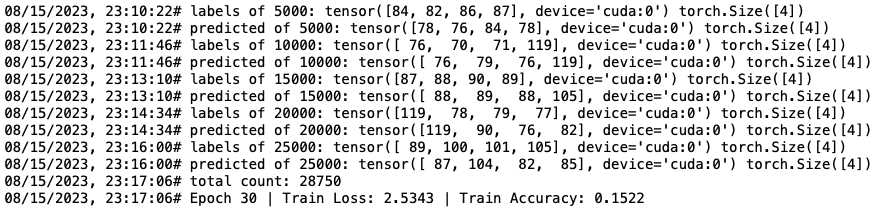 08/15/2023, 23:10:22# labels of 5000: tensor([84, 82, 86, 87], device='cuda:0') torch.Size([4])
08/15/2023, 23:10:22# predicted of 5000: tensor([78, 76, 84, 78], device='cuda:0') torch.Size([4])
08/15/2023, 23:11:46# labels of 10000: tensor([ 76,  70,  71, 119], device='cuda:0') torch.Size([4])
08/15/2023, 23:11:46# predicted of 10000: tensor([ 76,  79,  76, 119], device='cuda:0') torch.Size([4])
08/15/2023, 23:13:10# labels of 15000: tensor([87, 88, 90, 89], device='cuda:0') torch.Size([4])
08/15/2023, 23:13:10# predicted of 15000: tensor([ 88,  89,  88, 105], device='cuda:0') torch.Size([4])
08/15/2023, 23:14:34# labels of 20000: tensor([119,  78,  79,  77], device='cuda:0') torch.Size([4])
08/15/2023, 23:14:34# predicted of 20000: tensor([119,  90,  76,  82], device='cuda:0') torch.Size([4])
08/15/2023, 23:16:00# labels of 25000: tensor([ 89, 100, 101, 105], device='cuda:0') torch.Size([4])
08/15/2023, 23:16:00# predicted of 25000: tensor([ 87, 104,  82,  85], device='cuda:0') torch.Size([4])
08/15/2023, 23:17:06# total count: 28750
08/15/2023, 23:17:06# Epoch 30 | Train Loss: 2.5343 | Train Accuracy: 0.1522